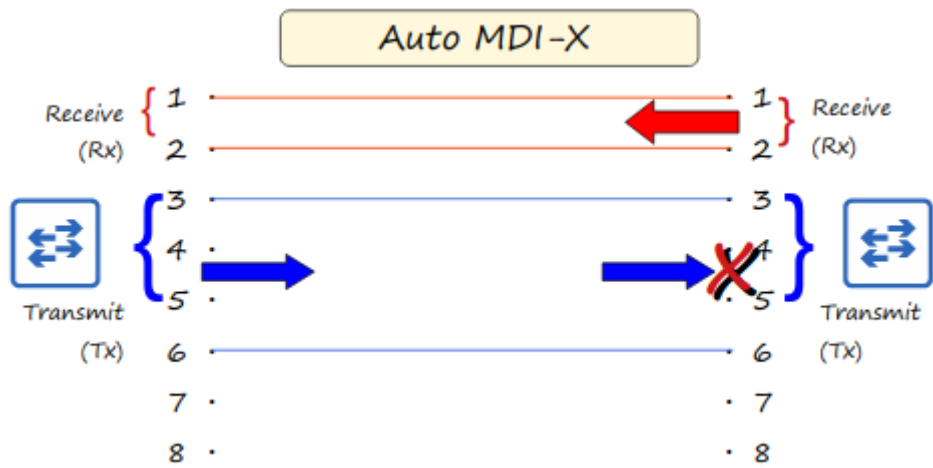 Auto MDI-X
1 1
Receive Receive
(Rx) (Rx)
2 2
3 3
4 4
5 5
Transmit Transmit
(Tx) (Tx)
6 6
7 7
8 8